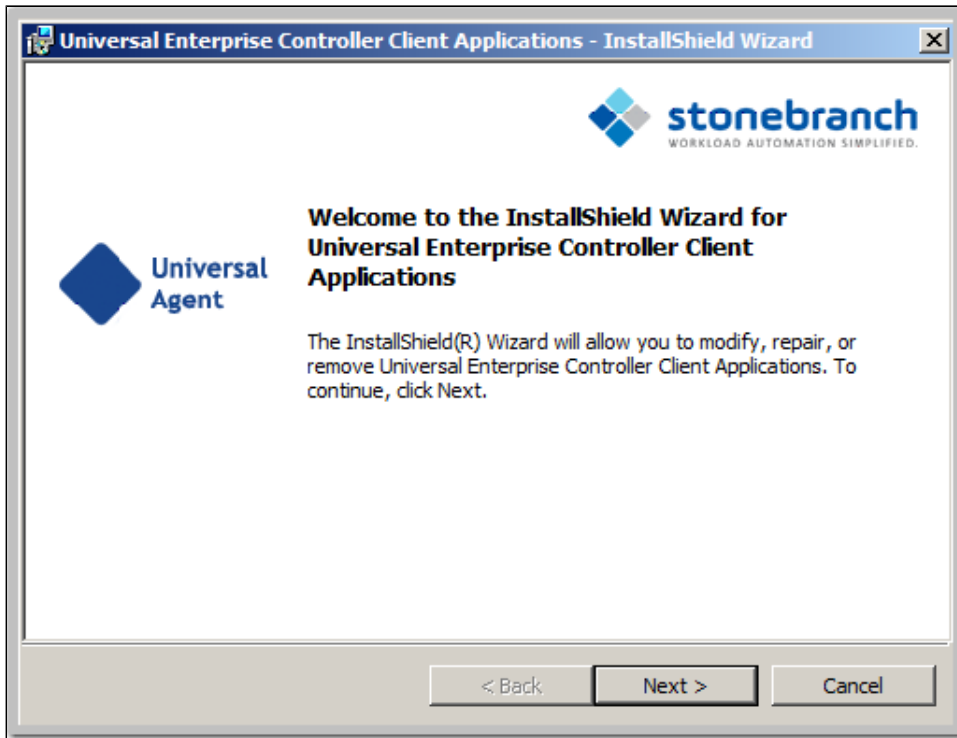 Universal Enterprise Controller Client Applications - InstallShield Wizard
stonebranch
WORKLOAD AUTOMATION SIMPLIFIED.
Universal
Agent
Welcome to the InstallShield Wizard for
Universal Enterprise Controller Client
Applications
The InstallShield(R) Wizard will allow you to modify, repair, or
remove Universal Enterprise Controller Client Applications. To
continue, click Next.
< Back
Next >
Cancel